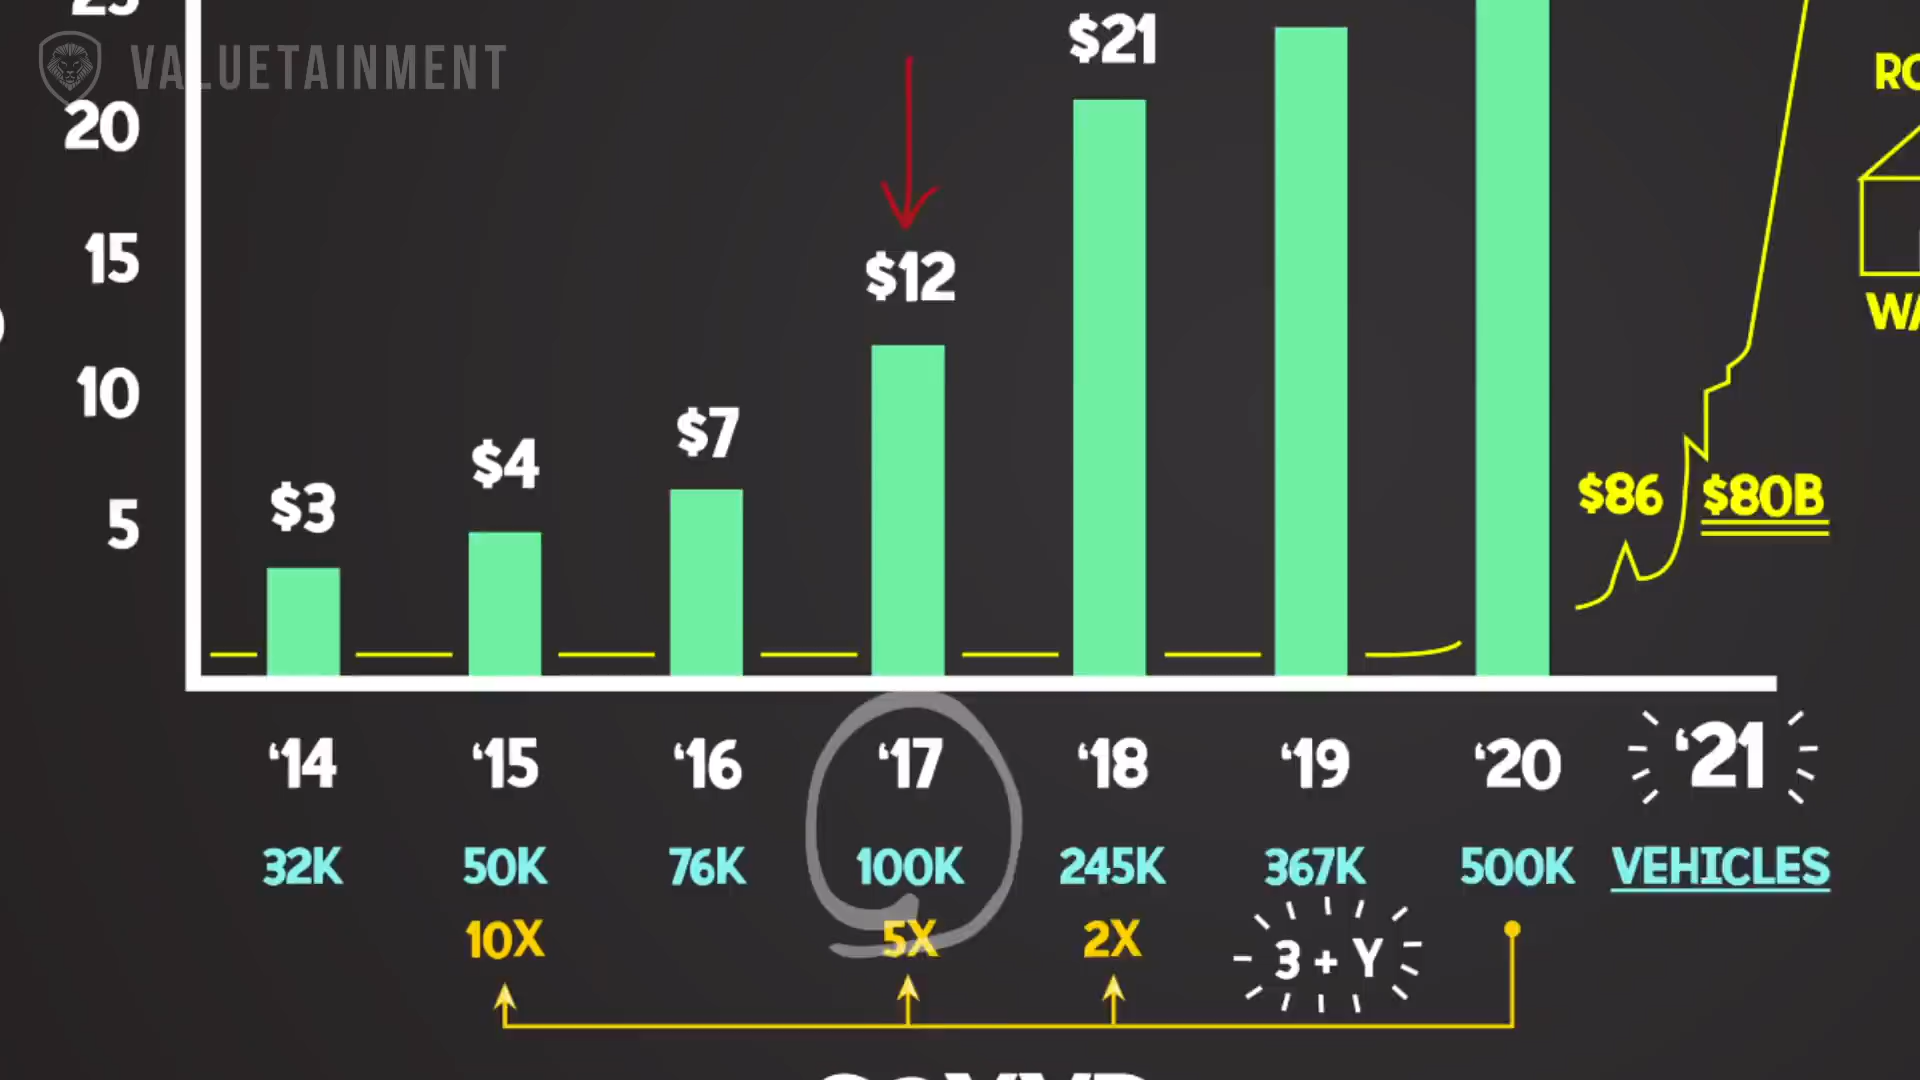 VALUETAINMENT
20
15
10
5
$3
$4
$7
$12
$21
$86
$80B
‘14 ‘15 ‘16 ‘17 ‘18 ‘19 ‘20 ‘21
32K 50K 76K 100K 245K 367K 500K VEHICLES
10X 5X 2X 3 + Y